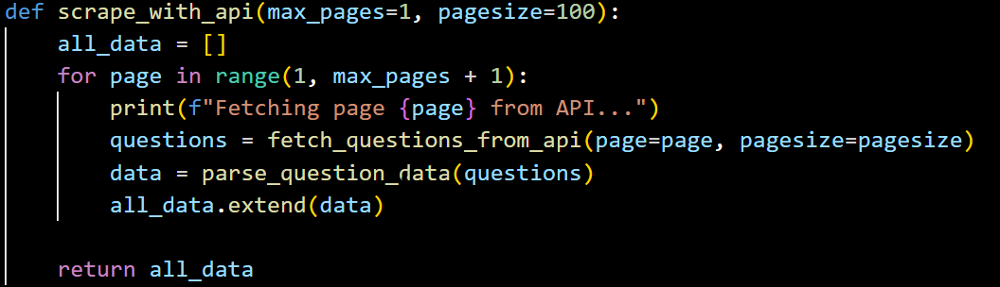 def scrape_with_api(max_pages=1, pagesize=100):
    all_data = []
    for page in range(1, max_pages + 1):
        print(f"Fetching page {page} from API...")
        questions = fetch_questions_from_api(page=page, pagesize=pagesize)
        data = parse_question_data(questions)
        all_data.extend(data)

    return all_data